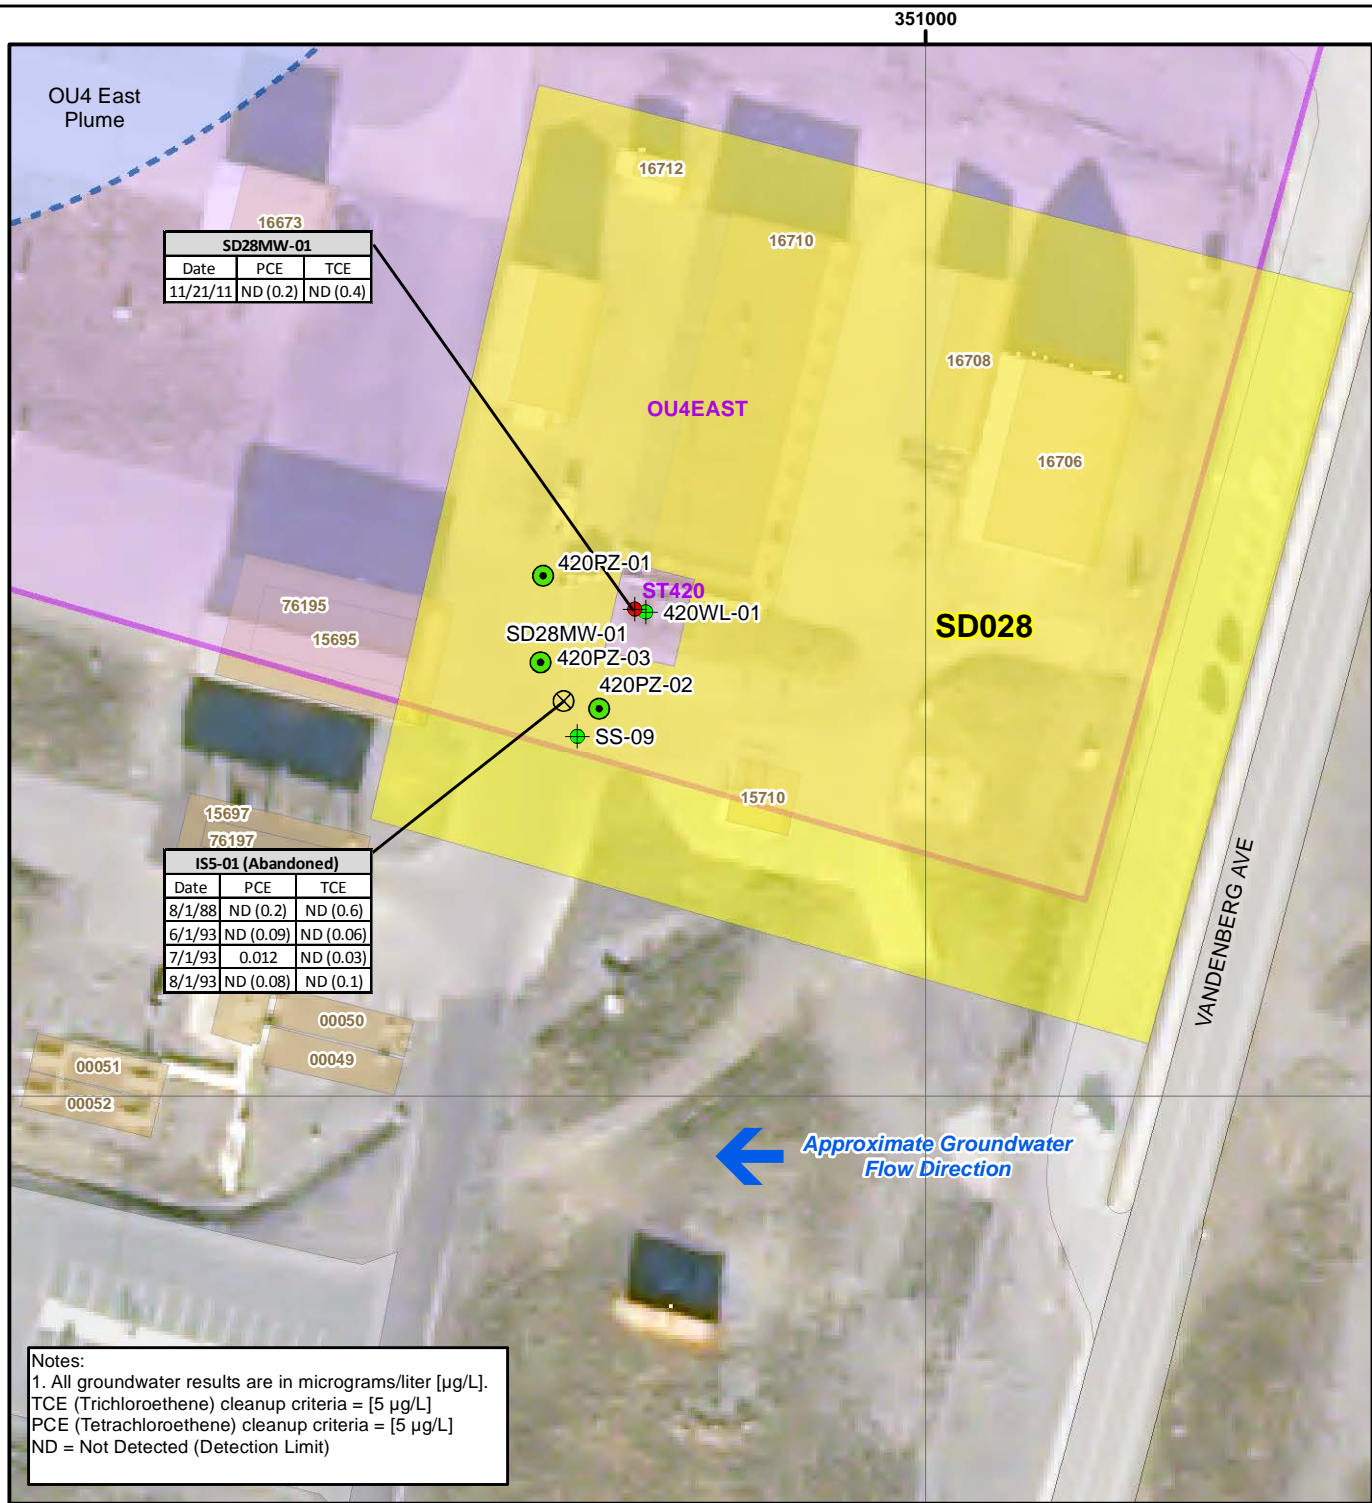 351000
OU4 East
Plume
16712
16673
16710
SD28MW-01
Date PCE TCE
11/21/11 ND (0.2) ND (0.4)
16708
OU4EAST
16706
420PZ-01
ST420
76195
420WL-01
15695
SD28MW-01
SD028
420PZ-03
420PZ-02
SS-09
15710
15697
76197
IS5-01 (Abandoned)
Date PCE TCE
8/1/88 ND (0.2) ND (0.6)
6/1/93 ND (0.09) ND (0.06)
7/1/93 0.012 ND (0.03)
8/1/93 ND (0.08) ND (0.1)
VANDENBERG AVE
00050
00049
00051
00052
Approximate Groundwater
Flow Direction
Notes:
1. All groundwater results are in micrograms/liter [µg/L].
TCE (Trichloroethene) cleanup criteria = [5 µg/L]
PCE (Tetrachloroethene) cleanup criteria = [5 µg/L]
ND = Not Detected (Detection Limit)